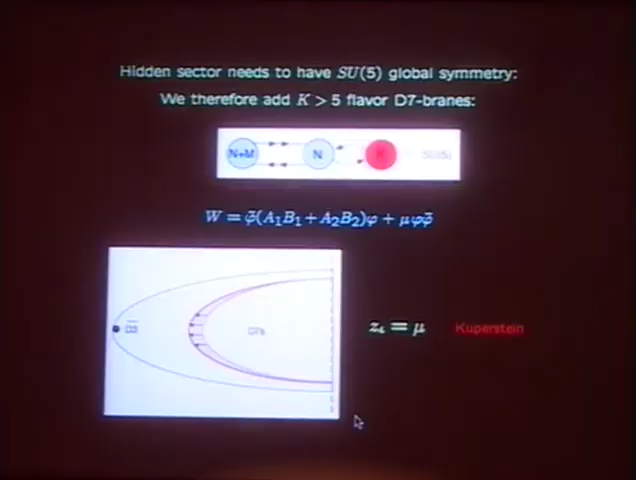 Hidden sector needs to have SU(5) global symmetry:
We therefore add K > 5 flavor D7-branes:
N+M N K SU(5)
W = φ̃(A₁B₁ + A₂B₂)φ + μφφ̃
D3 D7s
z₄ = μ Kuperstein